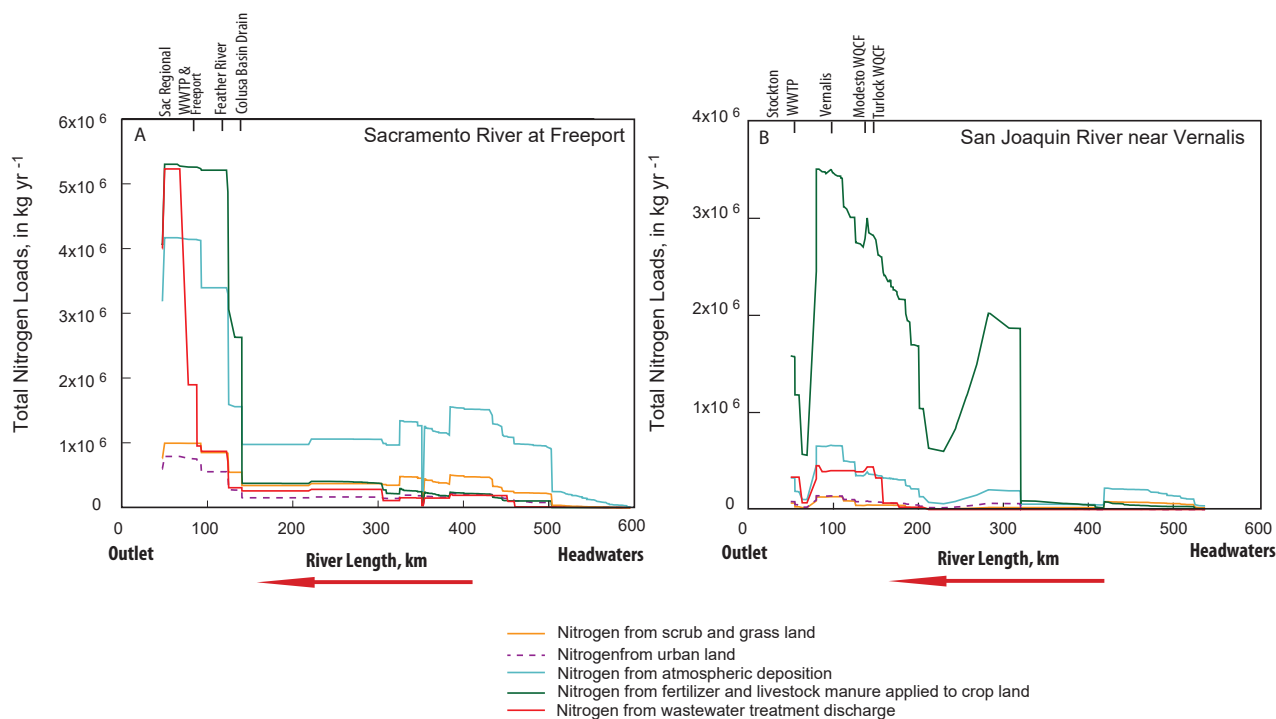 Sac Regional
WWTP &
Freeport
Feather River
Colusa Basin Drain
A
Sacramento River at Freeport
Total Nitrogen Loads, in kg yr -1
6x10 6
5x10 6
4x10 6
3x10 6
2x10 6
1x10 6
0
0
100
200
300
400
500
600
Outlet
River Length, km
Headwaters
Stockton
WWTP
Vernalis
Modesto WQCF
Turlock WQCF
B
San Joaquin River near Vernalis
Total Nitrogen Loads, in kg yr -1
4x10 6
3x10 6
2x10 6
1x10 6
0
0
100
200
300
400
500
600
Outlet
River Length, km
Headwaters
Nitrogen from scrub and grass land
Nitrogenfrom urban land
Nitrogen from atmospheric deposition
Nitrogen from fertilizer and livestock manure applied to crop land
Nitrogen from wastewater treatment discharge